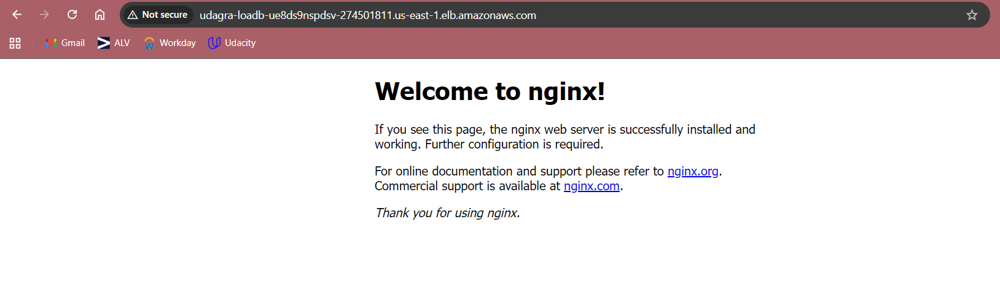 Not secure
udagra-loadb-ue8ds9nspdsv-274501811.us-east-1.elb.amazonaws.com
Gmail
ALV
Workday
Udacity
Welcome to nginx!
If you see this page, the nginx web server is successfully installed and
working. Further configuration is required.
For online documentation and support please refer to nginx.org.
Commercial support is available at nginx.com.
Thank you for using nginx.